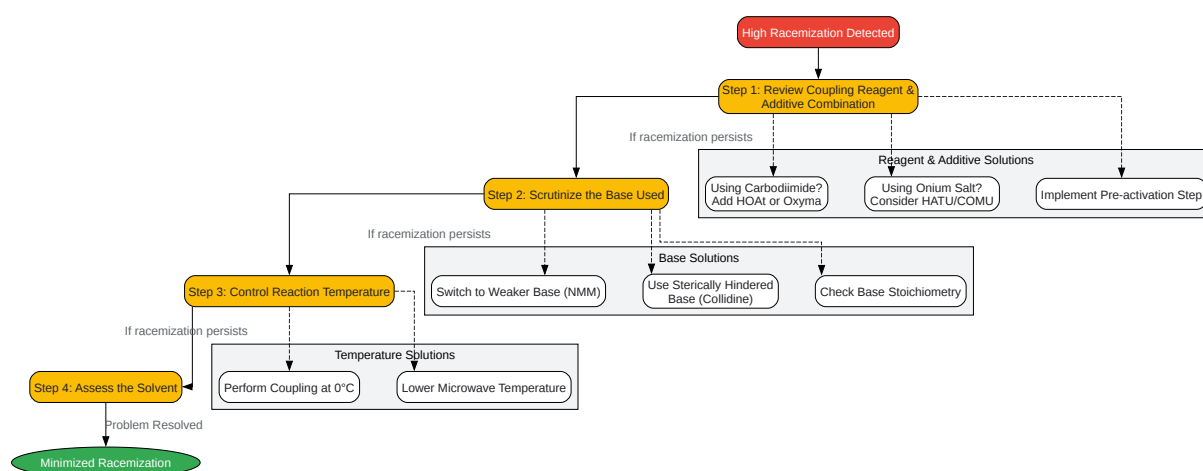 High Racemization Detected
Step 1: Review Coupling Reagent &
Additive Combination
If racemization persists
Reagent & Additive Solutions
Using Carbodiimide?
Add HOAt or Oxyma
Using Onium Salt?
Consider HATU/COMU
Implement Pre-activation Step
Step 2: Scrutinize the Base Used
If racemization persists
Base Solutions
Switch to Weaker Base (NMM)
Use Sterically Hindered
Base (Collidine)
Check Base Stoichiometry
Step 3: Control Reaction Temperature
If racemization persists
Temperature Solutions
Perform Coupling at 0°C
Lower Microwave Temperature
Step 4: Assess the Solvent
Problem Resolved
Minimized Racemization